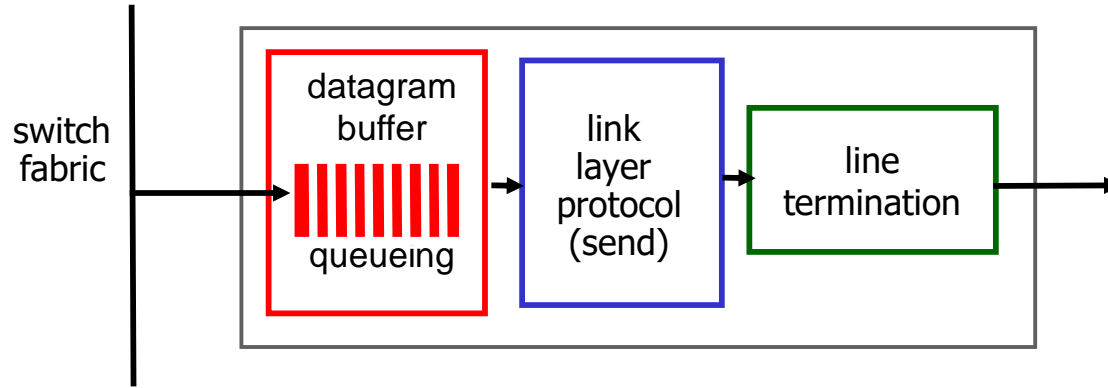 switch
fabric
datagram
buffer
queueing
link
layer
protocol
(send)
line
termination